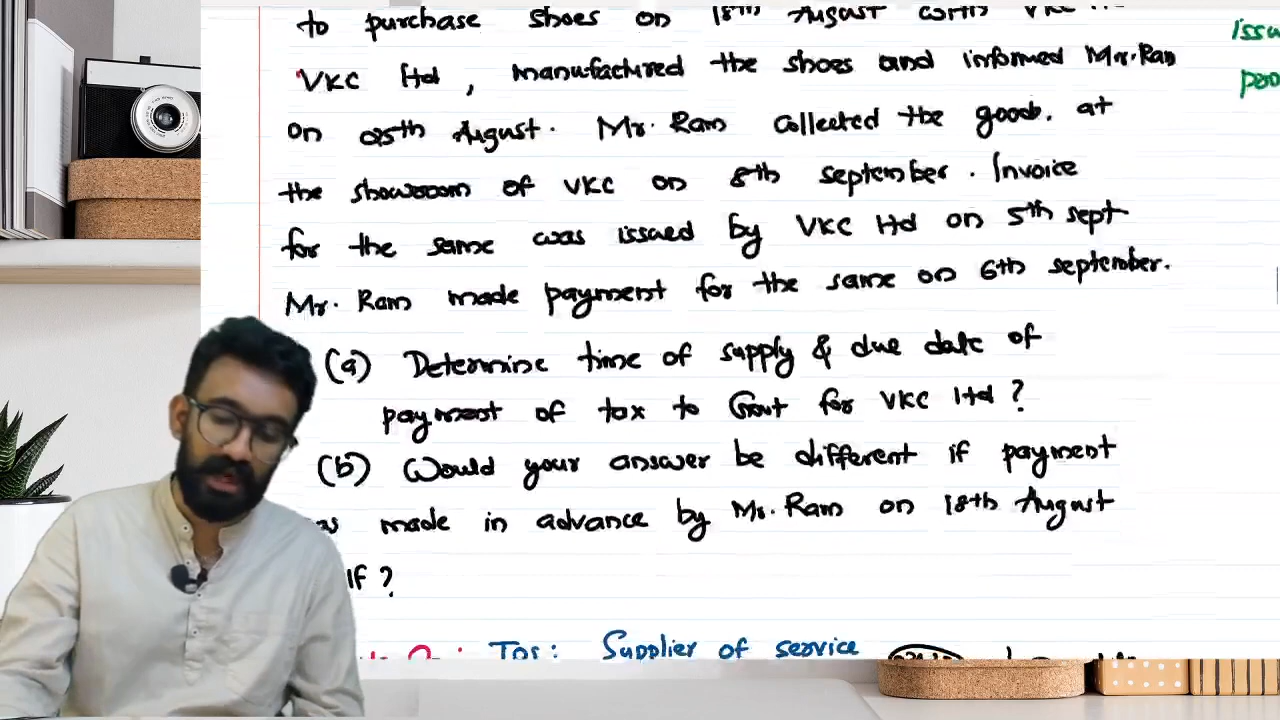 to purchase shoes on 18th August with VKC
VKC ltd , manufactured the shoes and informed Mr. Ram
on 25th August. Mr. Ram collected the goods. at
the showroom of VKC on 8th september . Invoice
for the same was issued by VKC ltd on 5th sept
Mr. Ram made payment for the same on 6th september.
(a) Determine time of supply & due date of
payment of tax to Govt for VKC ltd ?
(b) Would your answer be different if payment
made in advance by Mr. Ram on 18th August
lf ?
TOS: Supplier of service